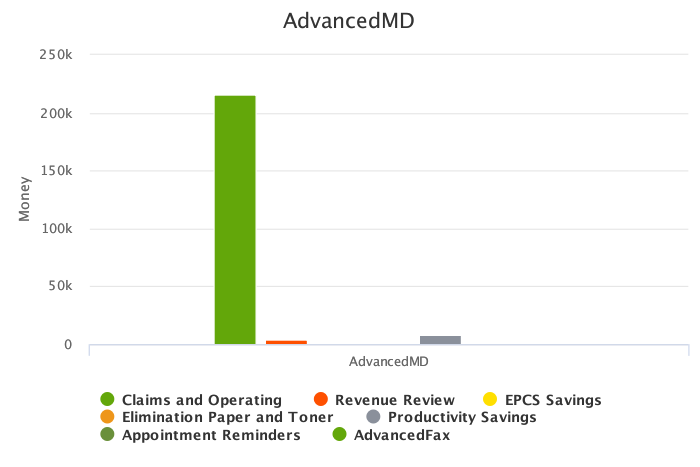 AdvancedMD
250k
200k
150k
100k
50k
0
Money
AdvancedMD
Claims and Operating Revenue Review EPCS Savings
Elimination Paper and Toner Productivity Savings
Appointment Reminders AdvancedFax